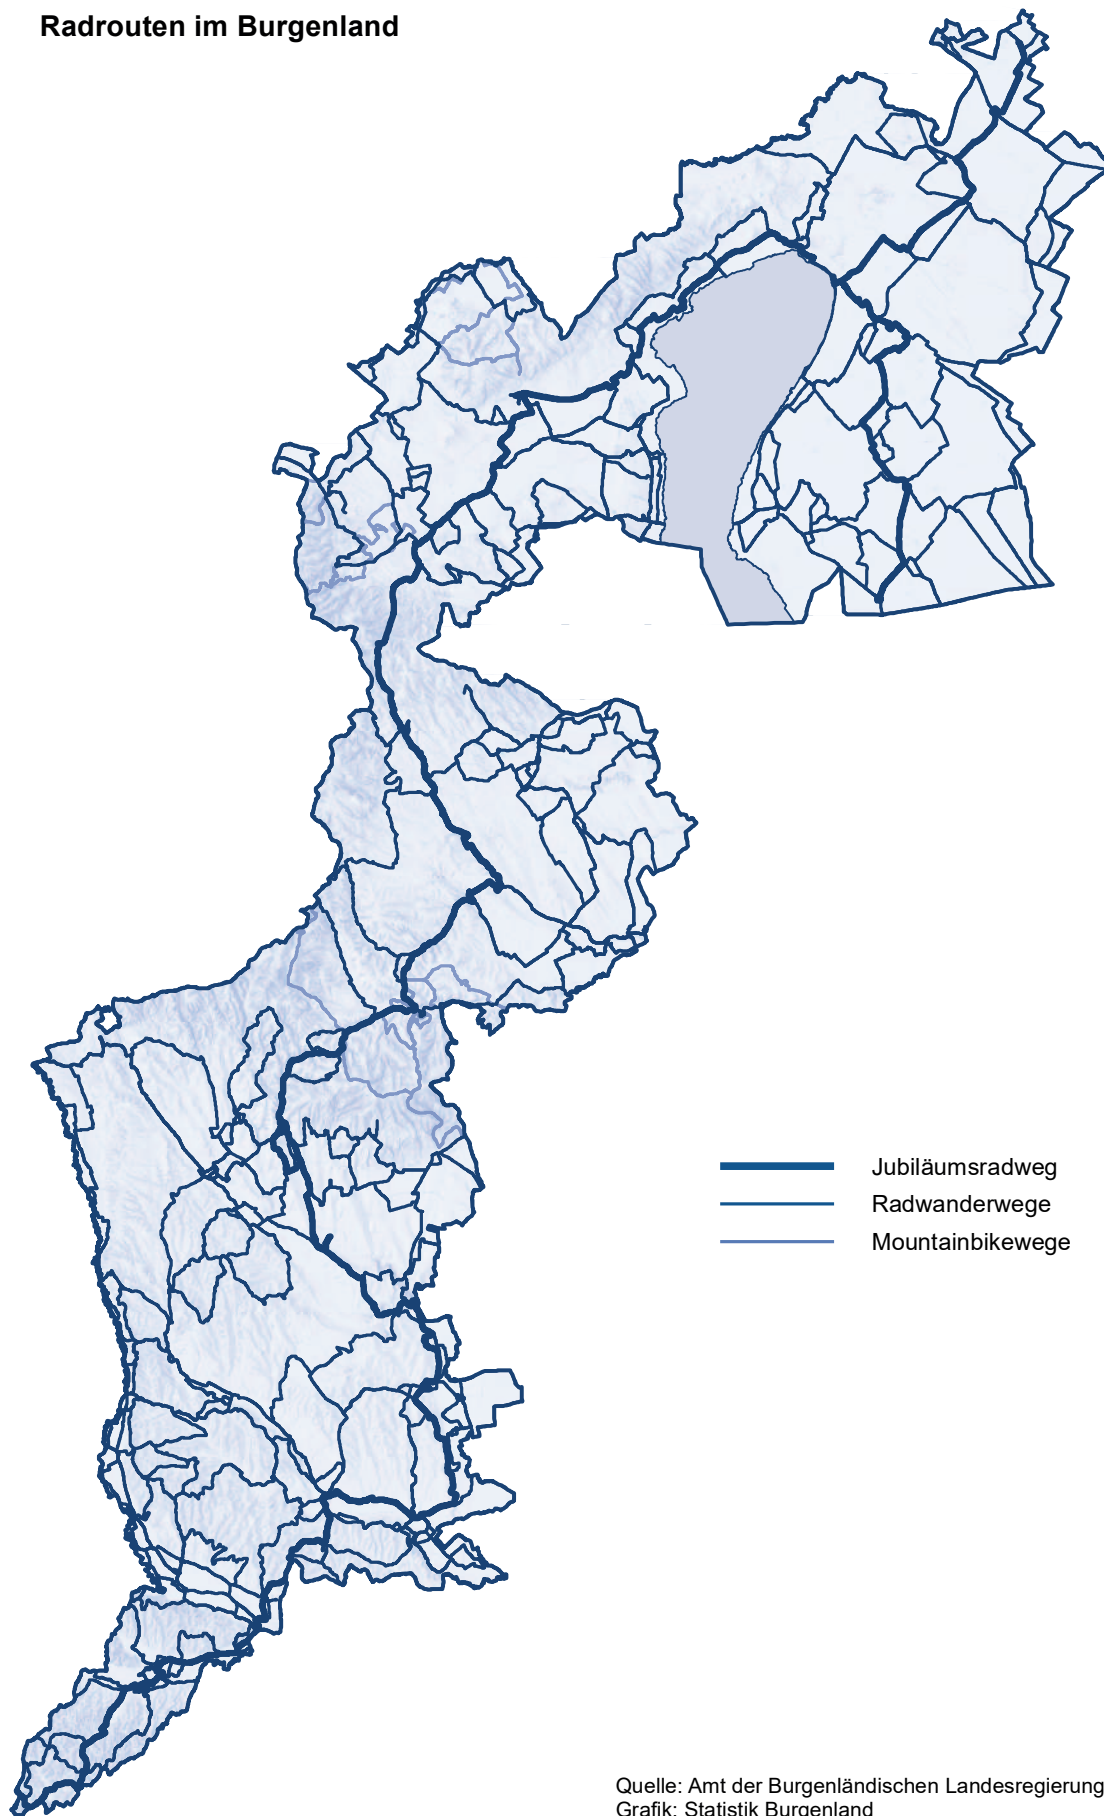 Radrouten im Burgenland
Jubiläumsradweg
Radwanderwege
Mountainbikewege
Quelle: Amt der Burgenländischen Landesregierung
Grafik: Statistik Burgenland